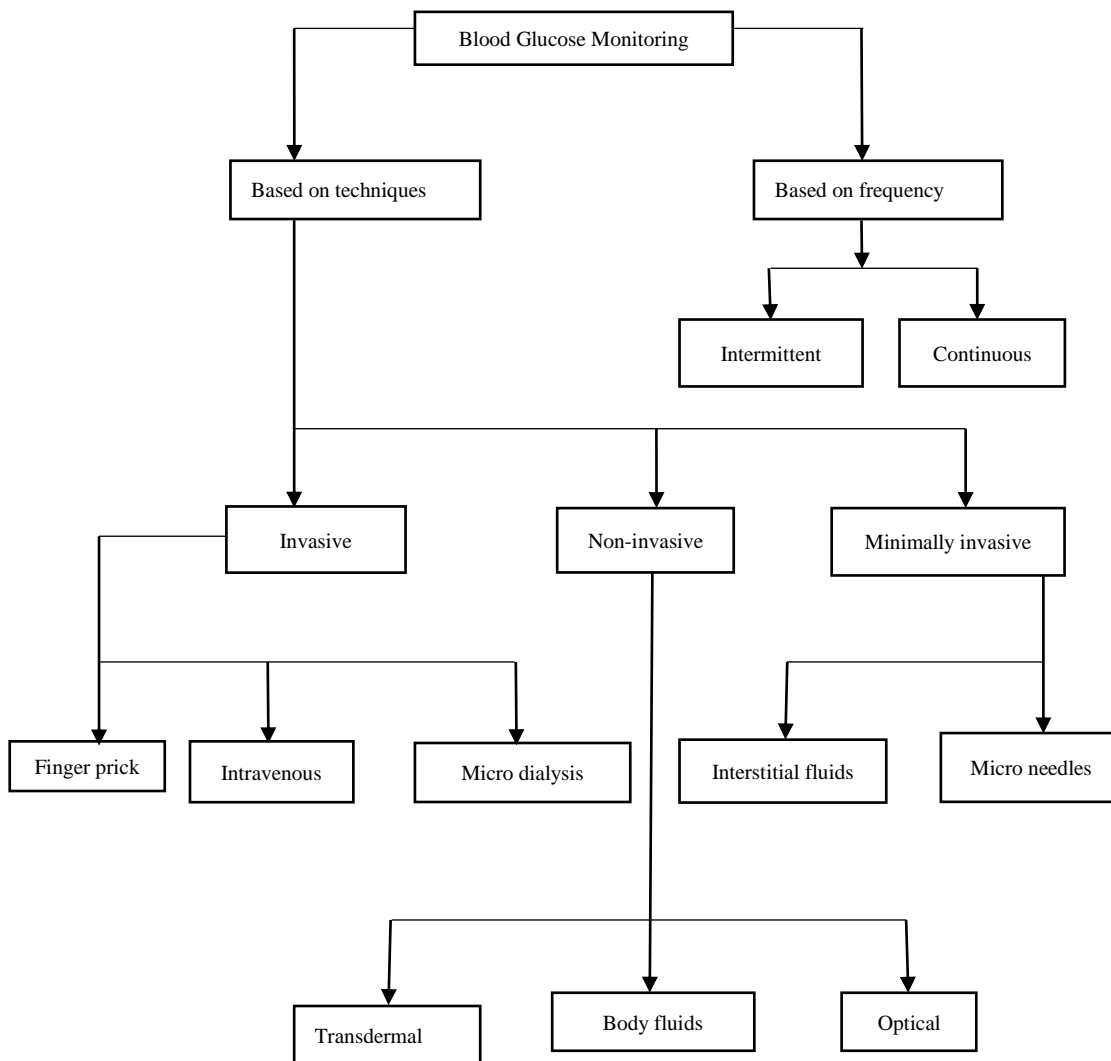 Blood Glucose Monitoring
Based on techniques
Based on frequency
Intermittent
Continuous
Invasive
Non-invasive
Minimally invasive
Finger prick
Intravenous
Micro dialysis
Interstitial fluids
Micro needles
Transdermal
Body fluids
Optical